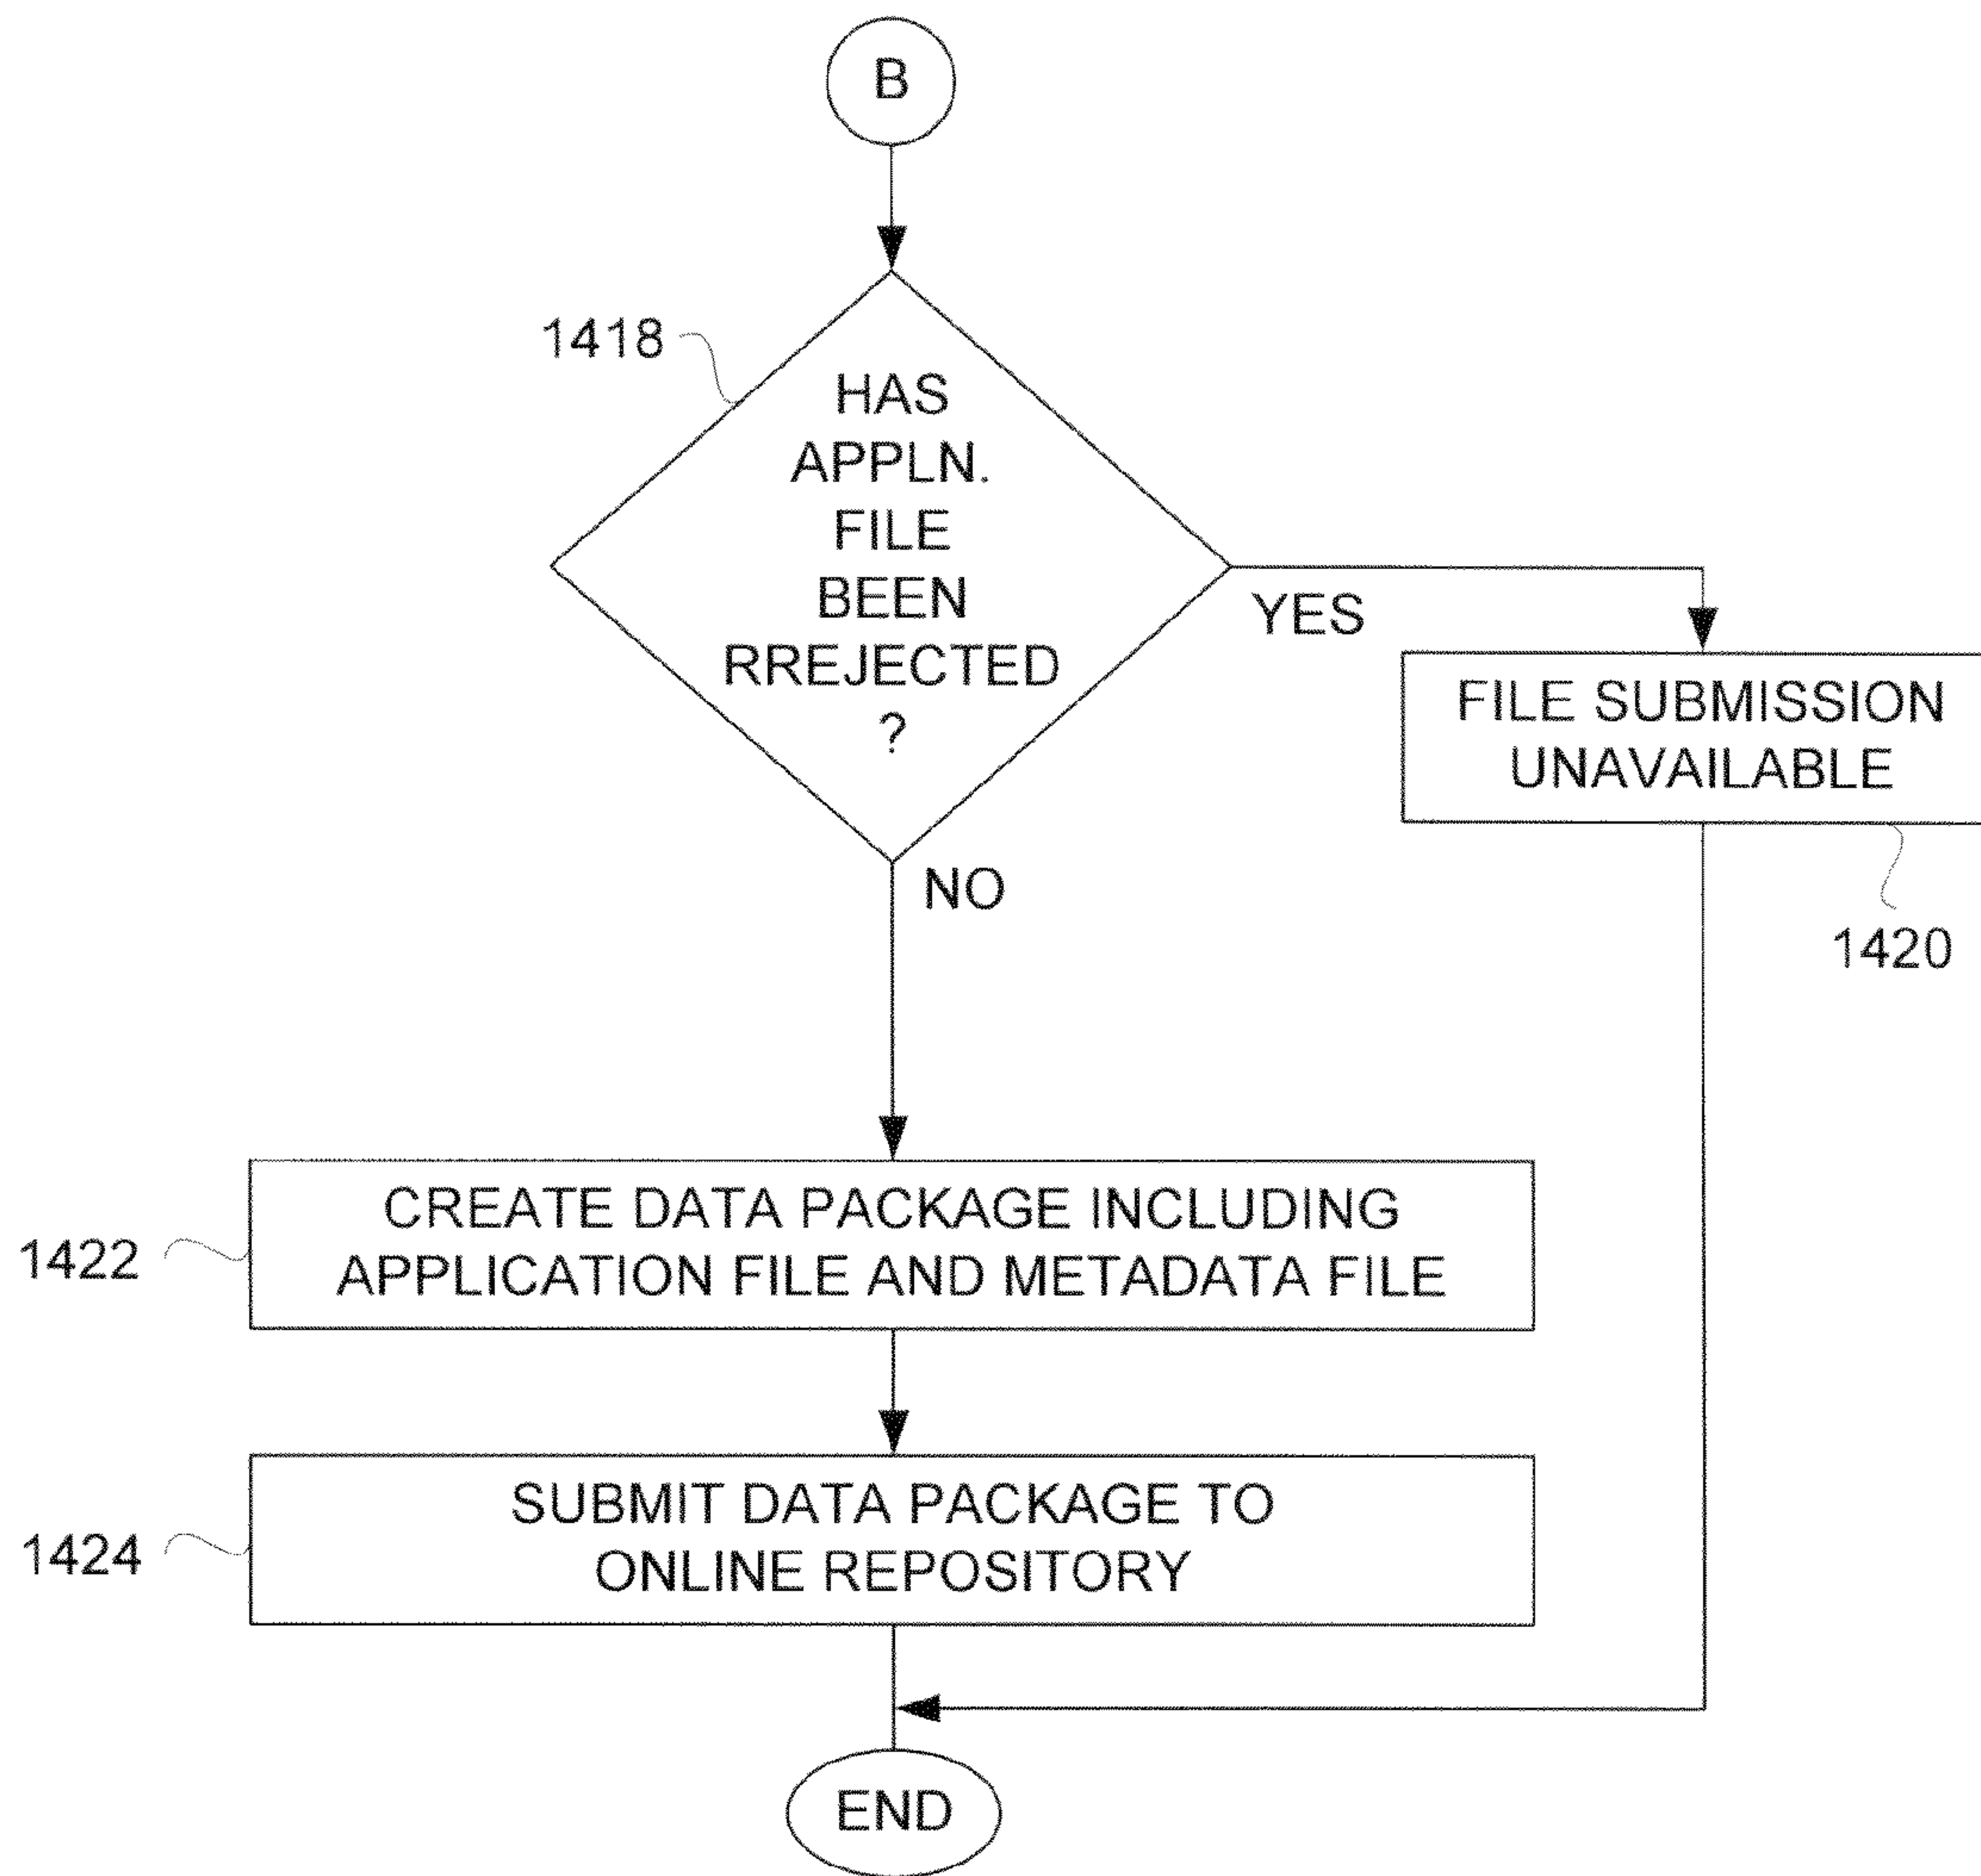 B
1418
HAS
APPLN.
FILE
BEEN
RREJECTED
?
YES
FILE SUBMISSION
UNAVAILABLE
1420
NO
1422
CREATE DATA PACKAGE INCLUDING
APPLICATION FILE AND METADATA FILE
1424
SUBMIT DATA PACKAGE TO
ONLINE REPOSITORY
END